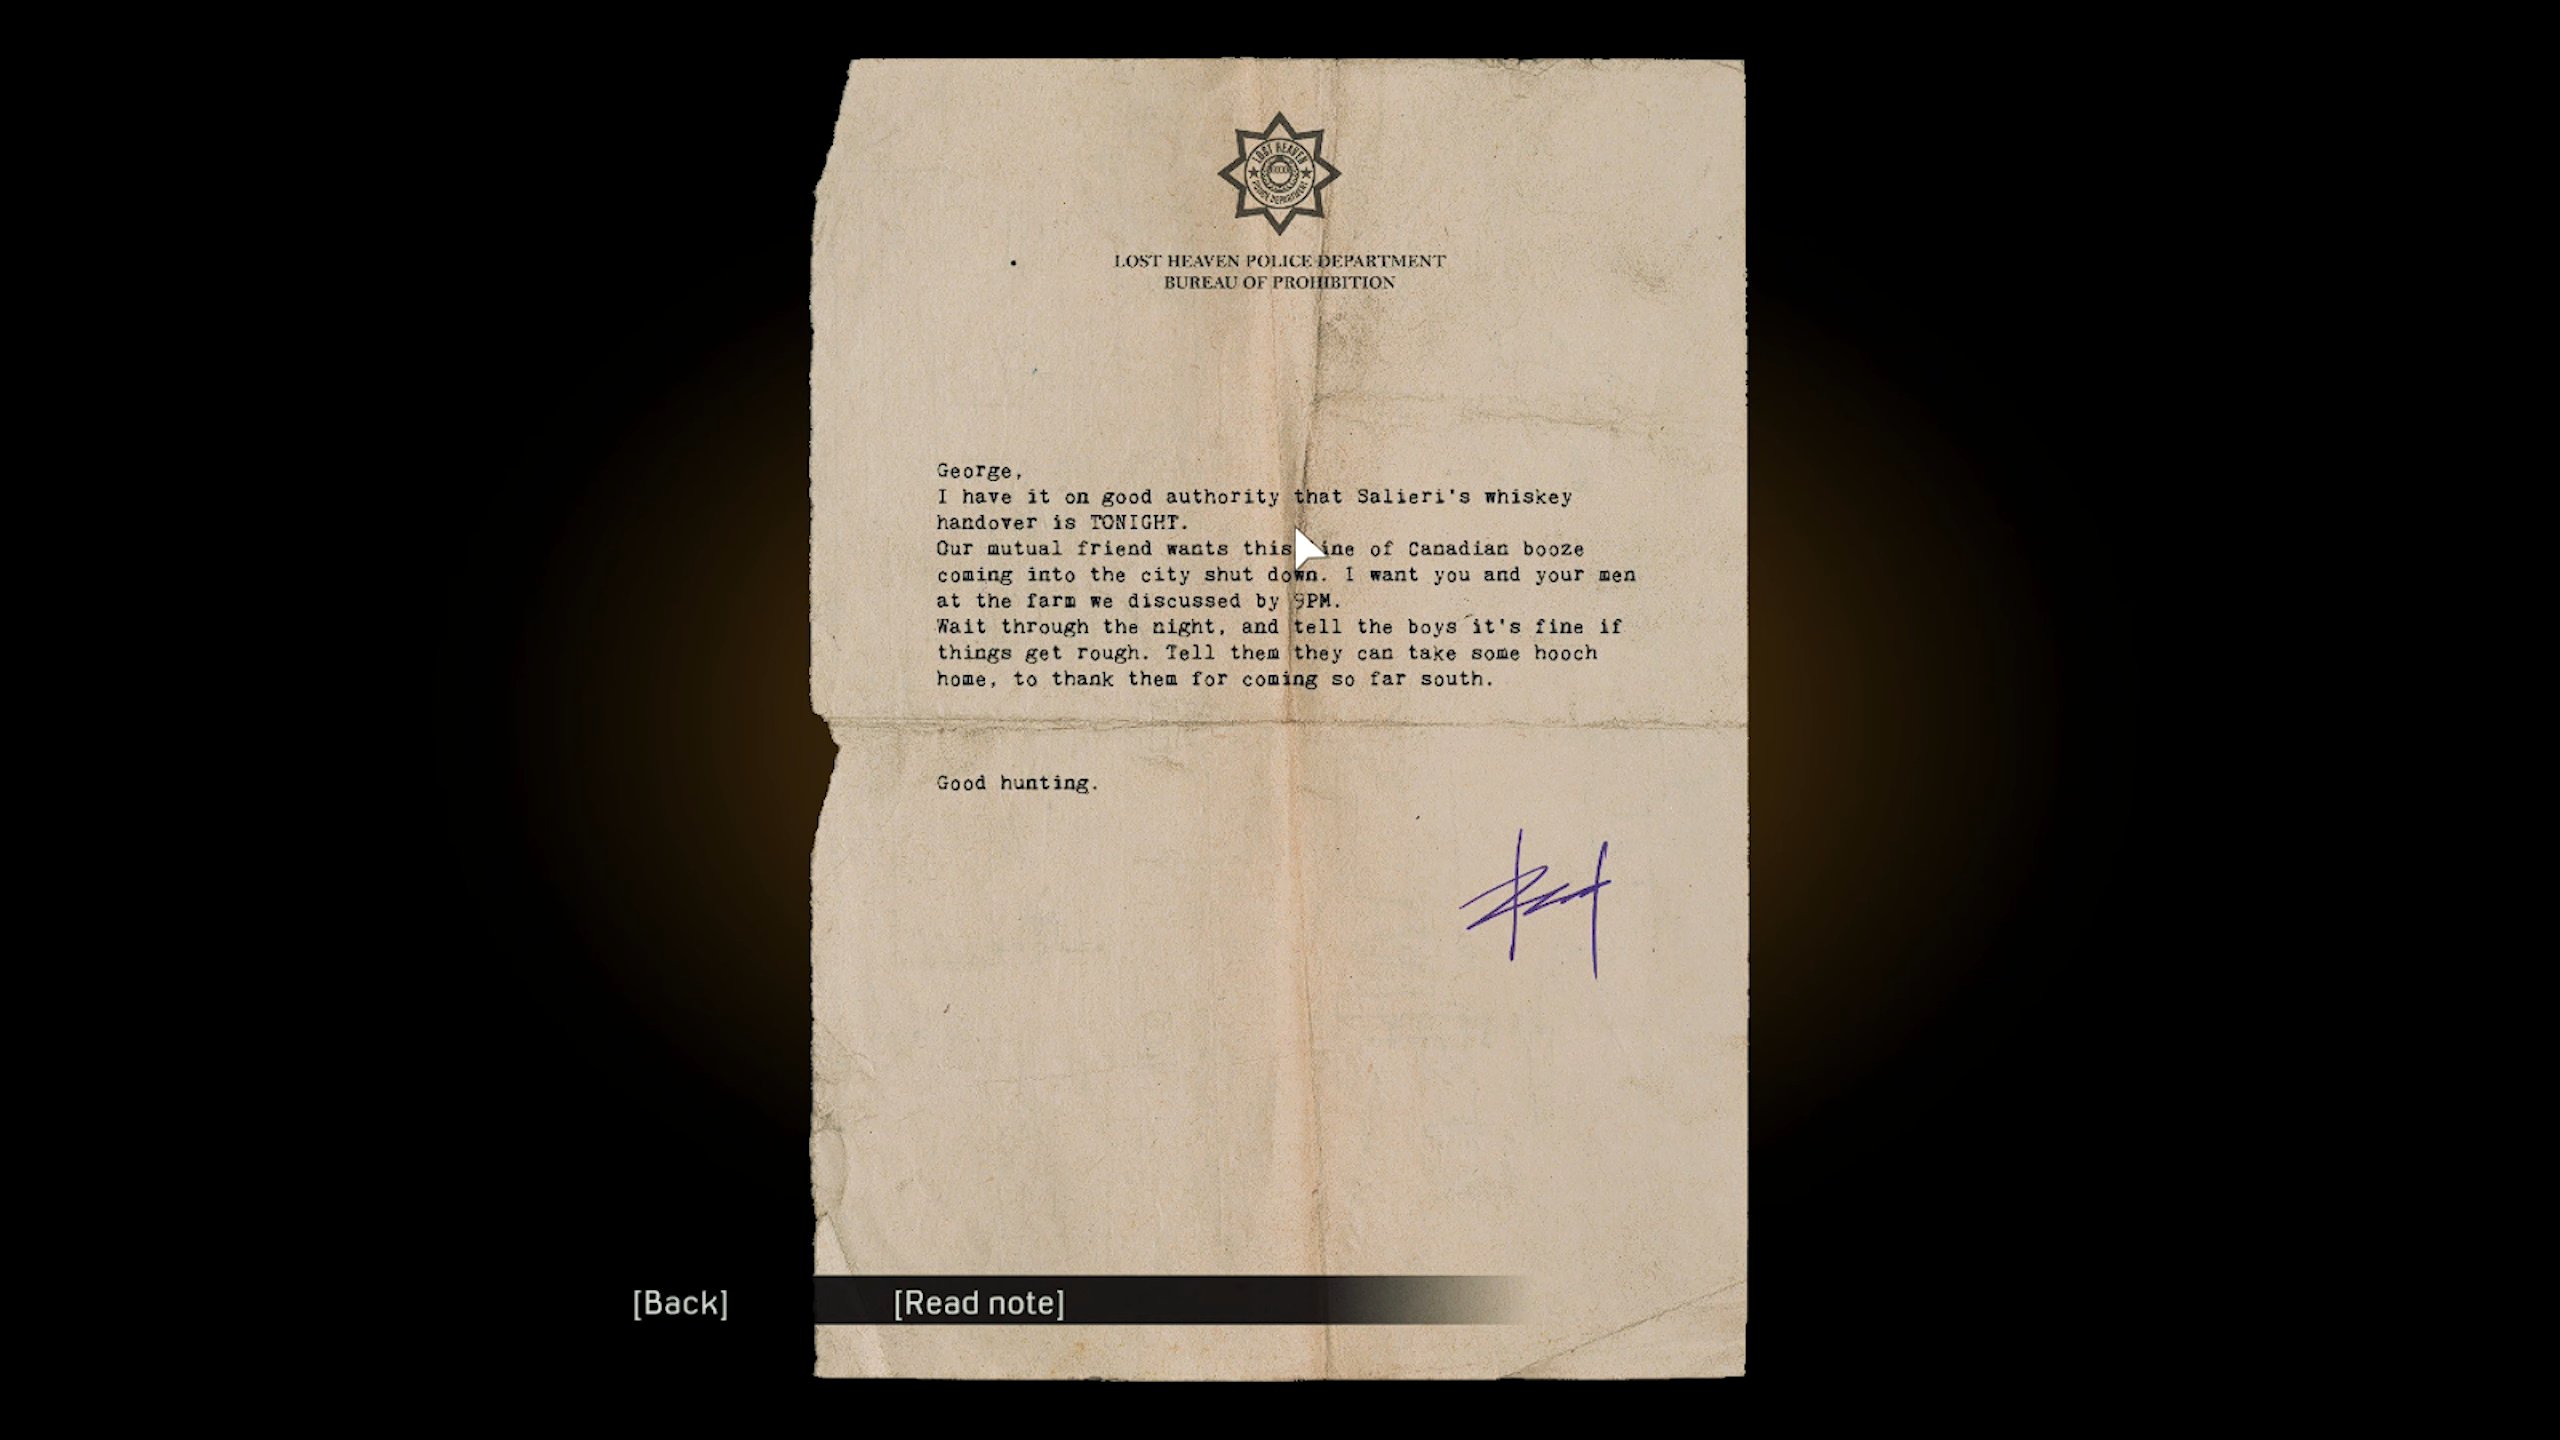 LOST HEAVEN
POLICE DEPARTMENT
LOST HEAVEN POLICE DEPARTMENT
BUREAU OF PROHIBITION
George,
I have it on good authority that Salieri's whiskey
handover is TONIGHT.
Our mutual friend wants this of Canadian booze
coming into the city shut down. I want you and your men
at the farm we discussed by 9PM.
Wait through the night, and tell the boys it's fine if
things get rough. Tell them they can take some hooch
home, to thank them for coming so far south.
Good hunting.
[Back]
[Read note]